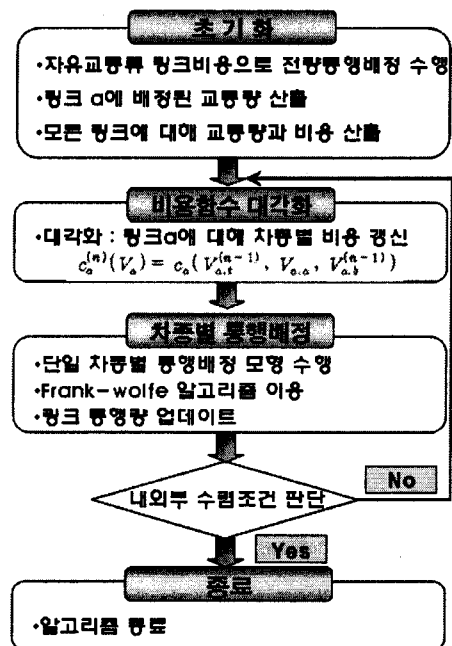 초 기 화
•자유교통류 링크비용으로 전량통행배정 수행
•링크 a에 배정된 교통량 산출
•모든 링크에 대해 교통량과 비용 산출
비용함수 대각화
•대각화 : 링크a에 대해 차종별 비용 갱신
c_a^{(n)}(V_a) = c_a(V_{a,t}^{(n-1)}, V_{a,a}, V_{a,b}^{(n-1)})
차종별 통행배정
•단일 차종별 통행배정 모형 수행
•Frank-wolfe 알고리즘 이용
•링크 통행량 업데이트
내외부 수렴조건 판단
No
Yes
종료
•알고리즘 종료